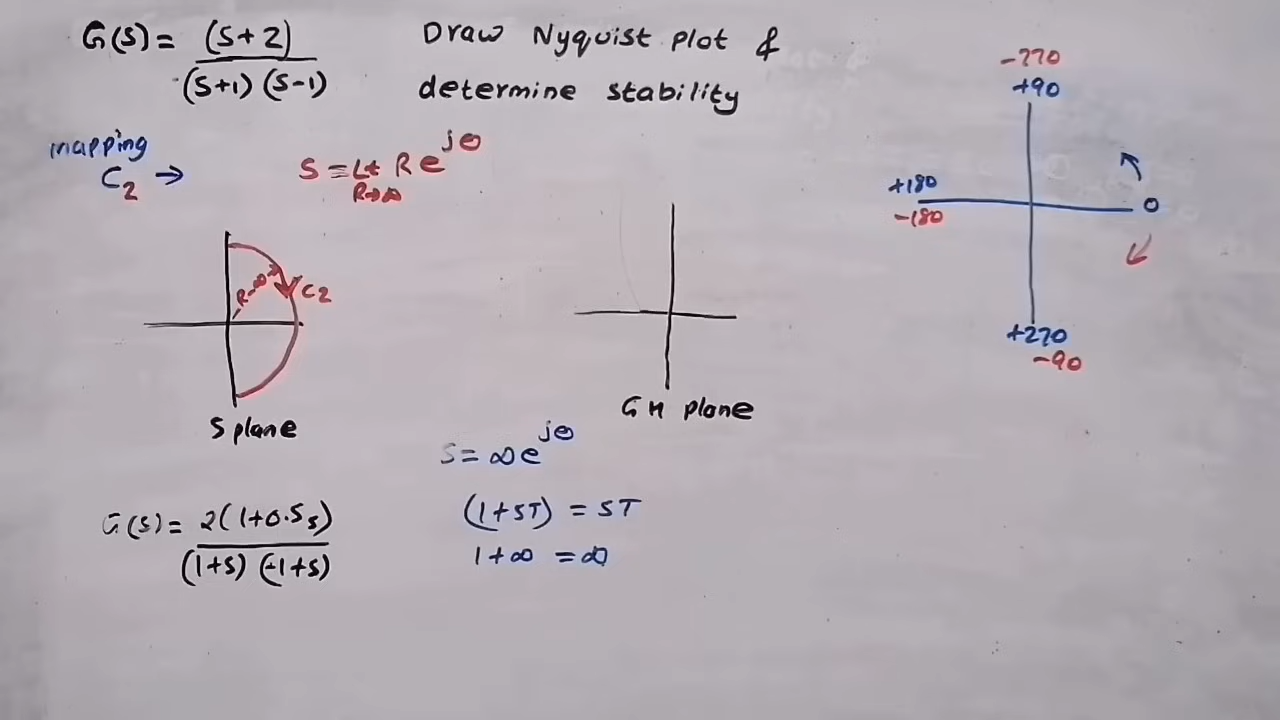 G(S) = (S+2)
(S+1) (S-1)
Draw Nyquist plot &
determine stability
mapping
C2 →
S = Lt R e^jθ
R→∞
R→∞
C2
S plane
GH plane
-270
+90
+180
-180
0
+270
-90
S = ∞e^jθ
G(S) = 2(1+0.5s)
(1+s) (-1+s)
(1+ST) = ST
1+∞ = ∞